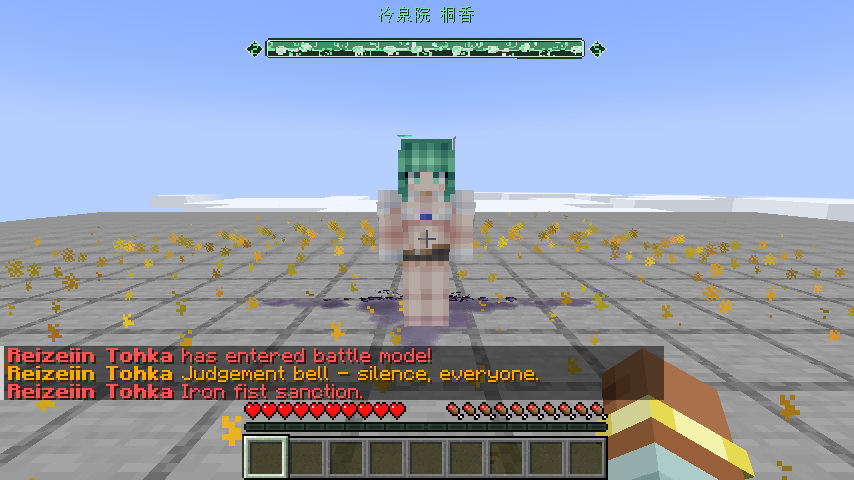 冷泉院 桐香
Reizeiin Tohka has entered battle mode!
Reizeiin Tohka Judgement bell – silence, everyone.
Reizeiin Tohka Iron fist sanction.